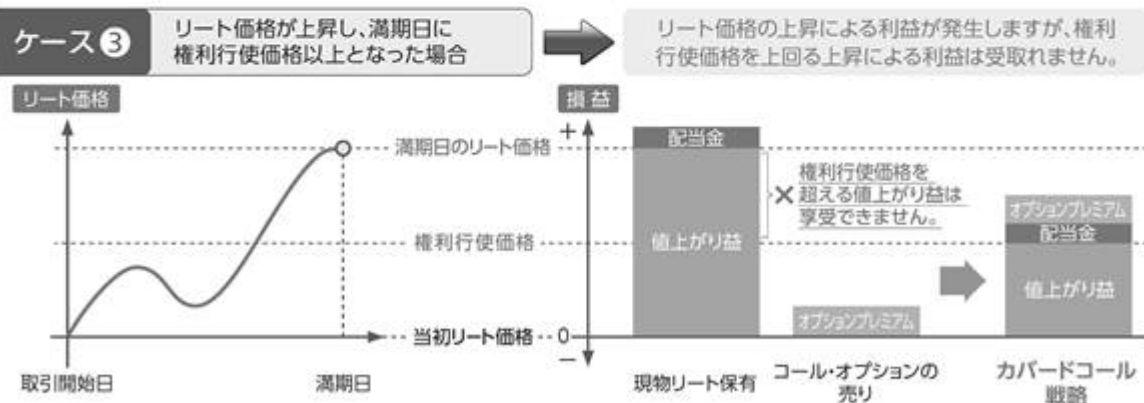 ケース❸
リート価格が上昇し、満期日に
権利行使価格以上となった場合
リート価格の上昇による利益が発生しますが、権利
行使価格を上回る上昇による利益は受取れません。
リート価格
満期日のリート価格
権利行使価格
当初リート価格
取引開始日
満期日
損益
+
0
−
配当金
値上がり益
×
権利行使価格を
超える値上がり益は
享受できません。
オプションプレミアム
オプションプレミアム
配当金
値上がり益
現物リート保有
コール・オプションの
売り
カバードコール
戦略